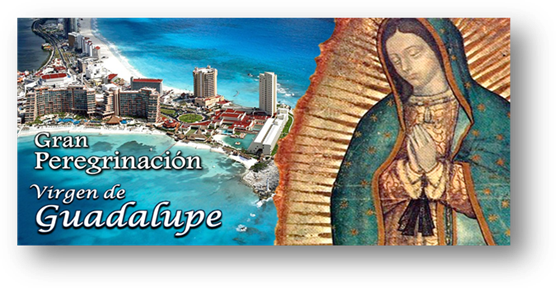 Gran
Peregrinación
Virgen de
Guadalupe